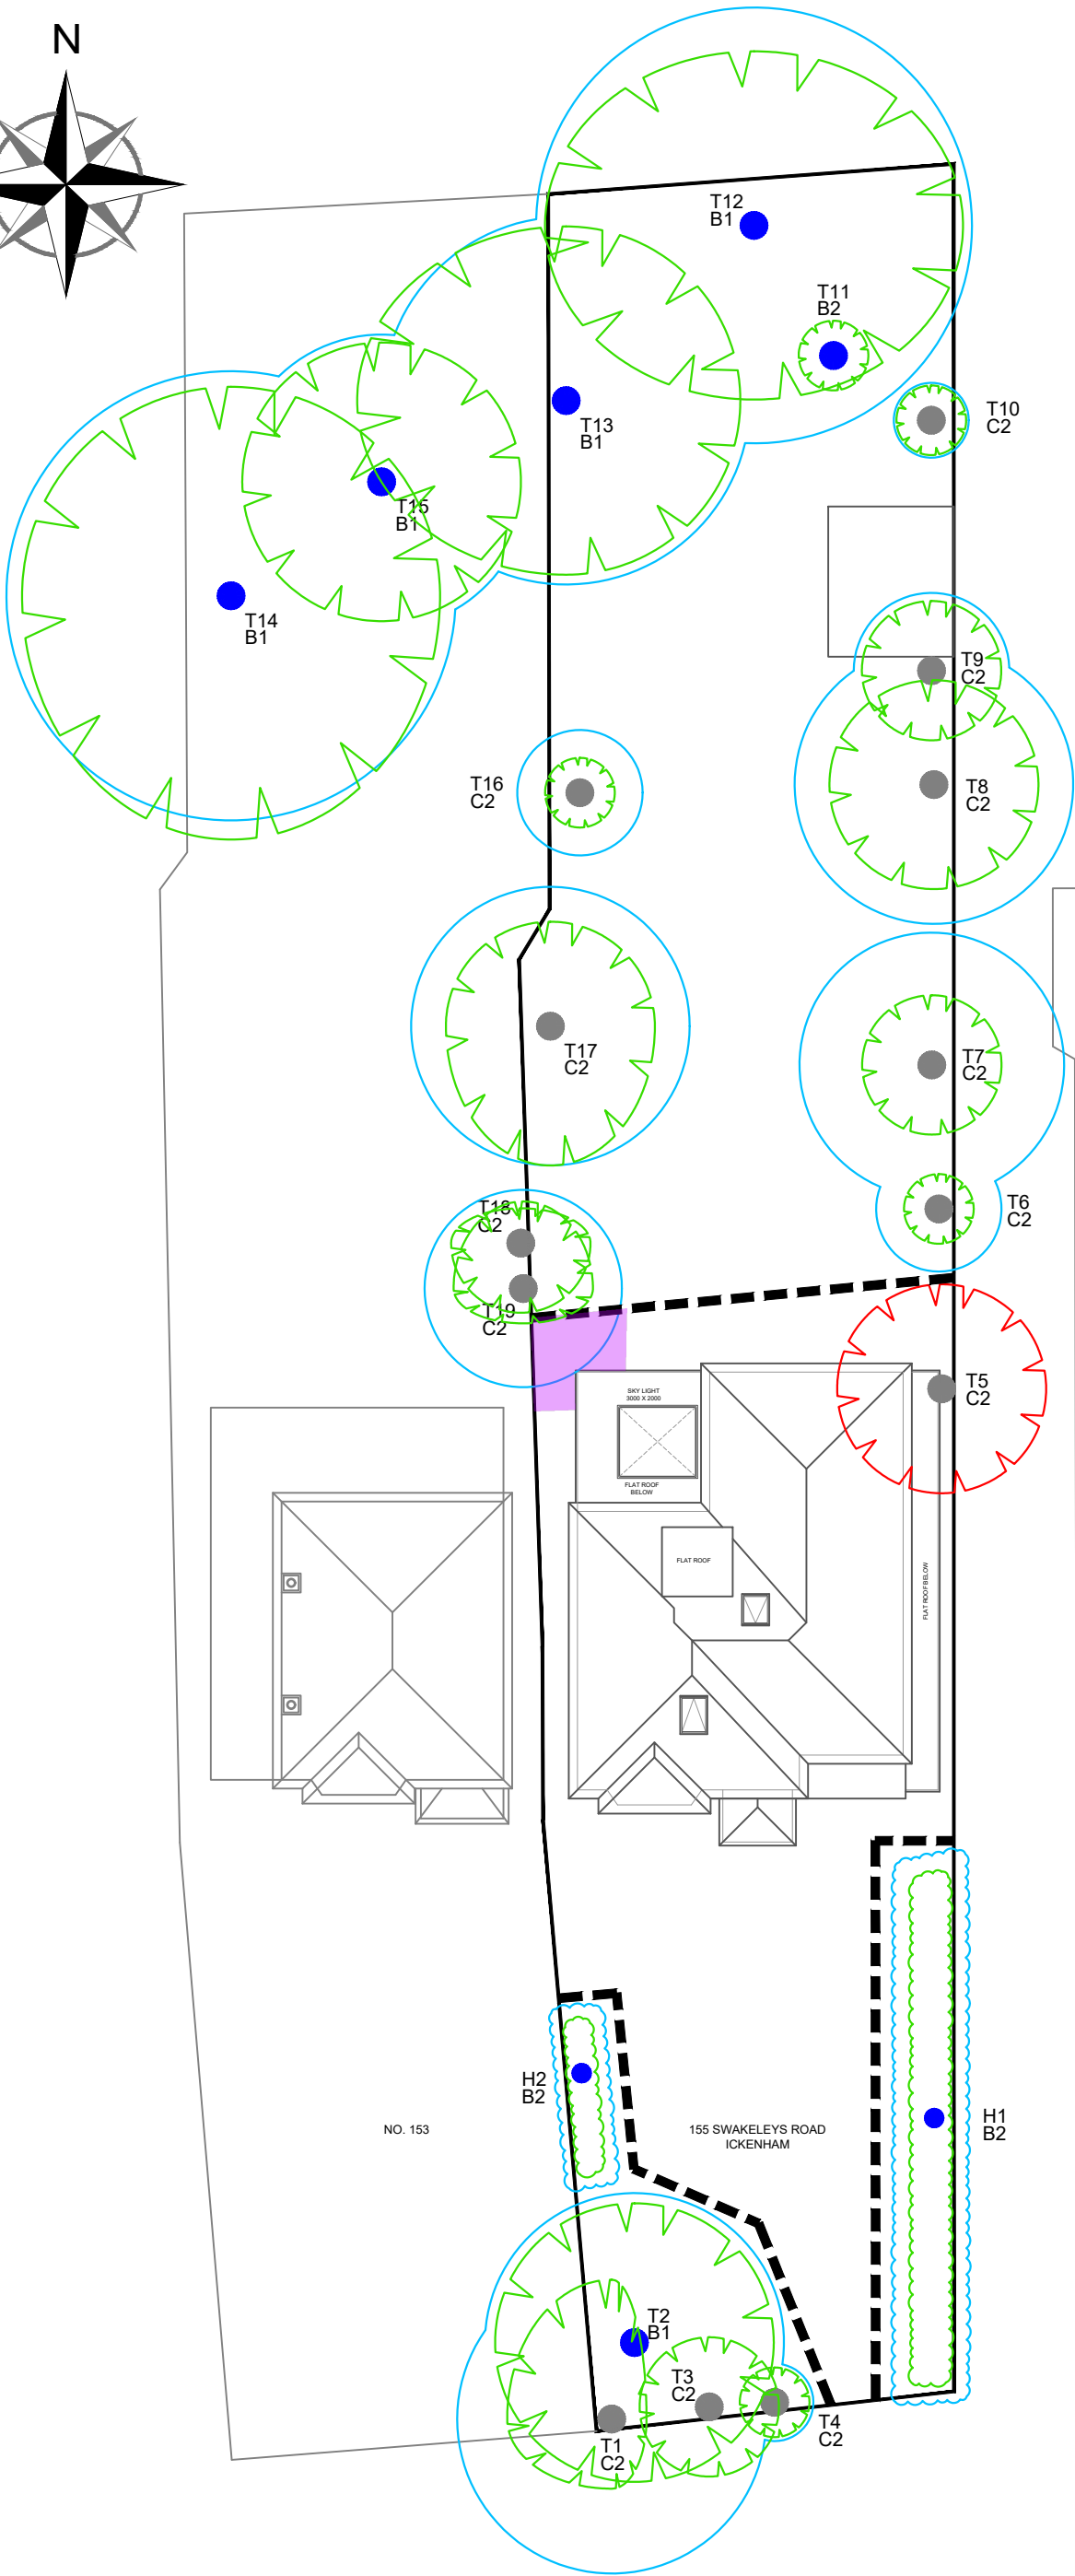 N
T12
B1
T11
B2
T10
C2
T13
B1
T15
B1
T14
B1
T9
C2
T16
C2
T8
C2
T17
C2
T7
C2
T18
C2
T6
C2
T19
C2
T5
C2
SKY LIGHT
3000 X 2000
FLAT ROOF
BELOW
FLAT ROOF
FLAT ROOF BELOW
H2
B2
NO. 153
155 SWAKELEYS ROAD
ICKENHAM
H1
B2
T2
B1
T3
C2
T4
C2
T1
C2